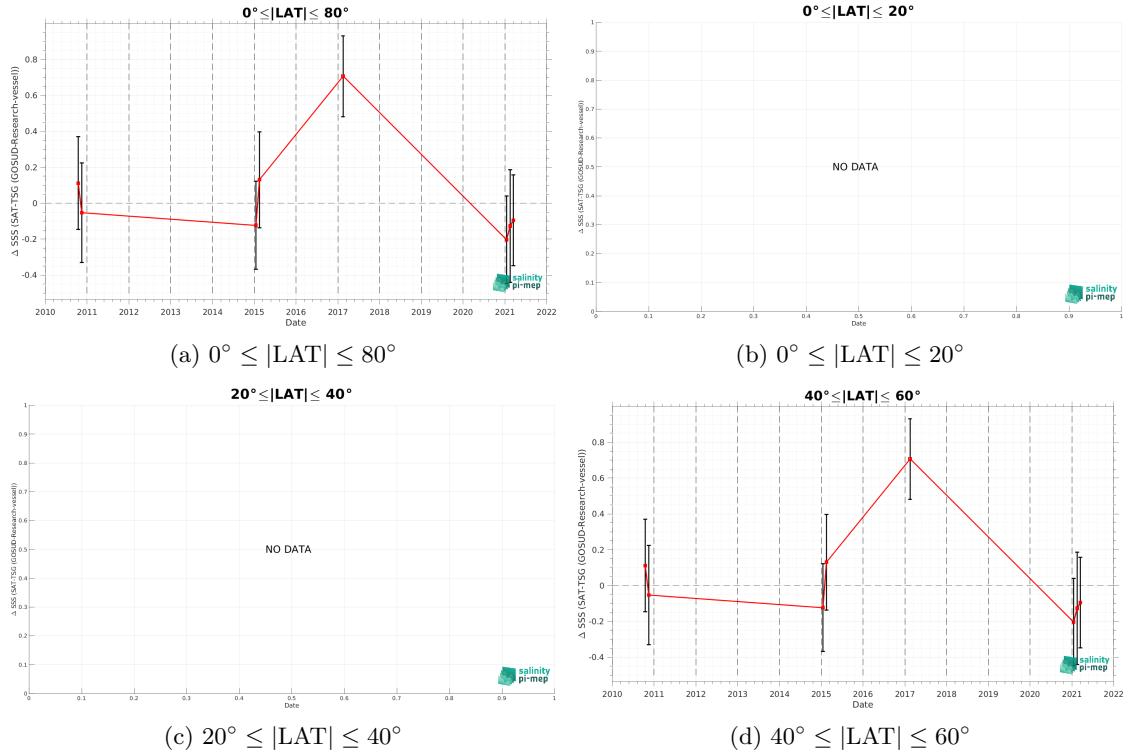 0°≤|LAT|≤ 80°
Δ SSS (SAT-TSG (GOSUD-Research-vessel))
0.8
0.6
0.4
0.2
0
-0.2
-0.4
2010 2011 2012 2013 2014 2015 2016 2017 2018 2019 2020 2021 2022
Date
salinity
pi-mep
(a) 0° ≤ |LAT| ≤ 80°
0°≤|LAT|≤ 20°
Δ SSS (SAT-TSG (GOSUD-Research-vessel))
1
0.9
0.8
0.7
0.6
0.5
0.4
0.3
0.2
0.1
0
NO DATA
0 0.1 0.2 0.3 0.4 0.5 0.6 0.7 0.8 0.9 1
Date
salinity
pi-mep
(b) 0° ≤ |LAT| ≤ 20°
20°≤|LAT|≤ 40°
Δ SSS (SAT-TSG (GOSUD-Research-vessel))
1
0.9
0.8
0.7
0.6
0.5
0.4
0.3
0.2
0.1
0
NO DATA
0 0.1 0.2 0.3 0.4 0.5 0.6 0.7 0.8 0.9 1
Date
salinity
pi-mep
(c) 20° ≤ |LAT| ≤ 40°
40°≤|LAT|≤ 60°
Δ SSS (SAT-TSG (GOSUD-Research-vessel))
0.8
0.6
0.4
0.2
0
-0.2
-0.4
2010 2011 2012 2013 2014 2015 2016 2017 2018 2019 2020 2021 2022
Date
salinity
pi-mep
(d) 40° ≤ |LAT| ≤ 60°